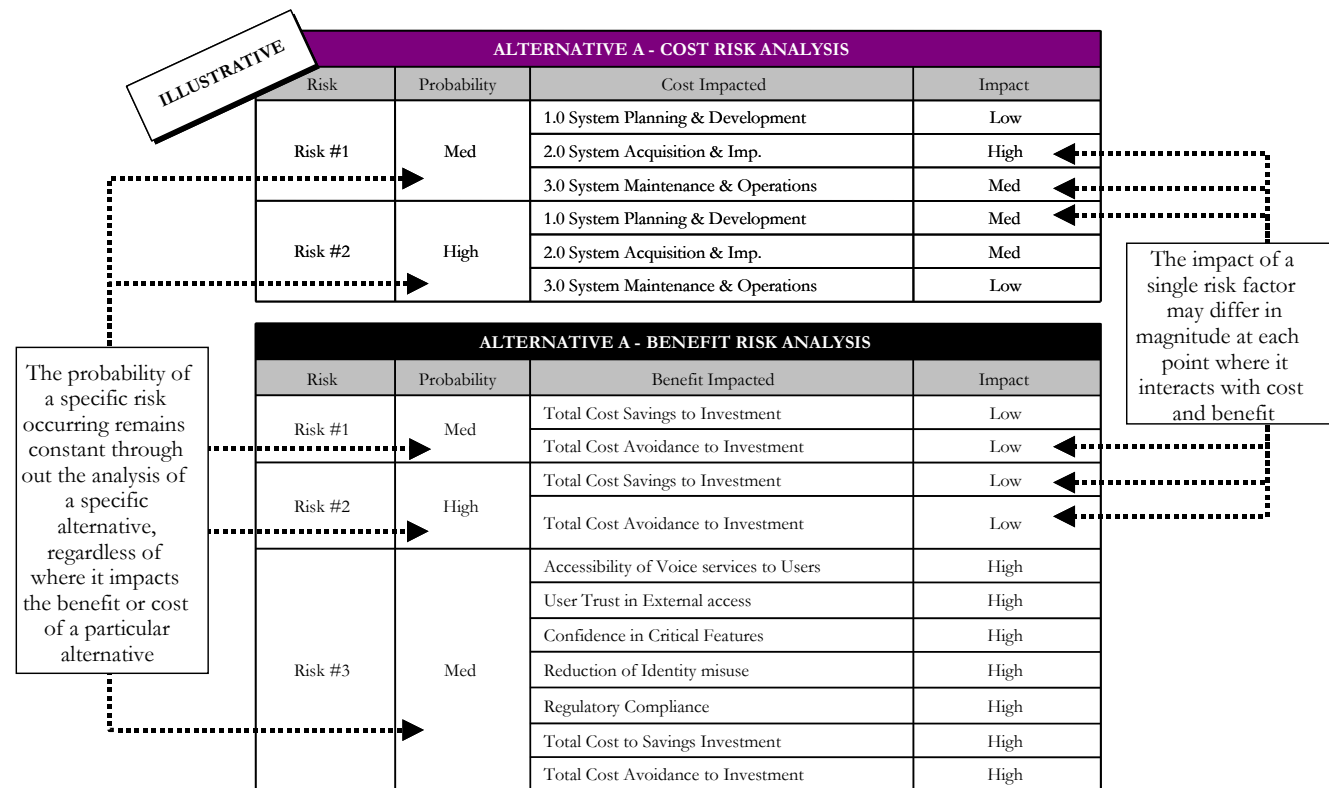 ILLUSTRATIVE
ALTERNATIVE A - COST RISK ANALYSIS
Risk Probability Cost Impacted Impact
Risk #1 Med
1.0 System Planning & Development Low
2.0 System Acquisition & Imp. High
3.0 System Maintenance & Operations Med
Risk #2 High
1.0 System Planning & Development Med
2.0 System Acquisition & Imp. Med
3.0 System Maintenance & Operations Low
The impact of a
single risk factor
may differ in
magnitude at each
point where it
interacts with cost
and benefit
The probability of
a specific risk
occurring remains
constant through
out the analysis of
a specific
alternative,
regardless of
where it impacts
the benefit or cost
of a particular
alternative
ALTERNATIVE A - BENEFIT RISK ANALYSIS
Risk Probability Benefit Impacted Impact
Risk #1 Med
Total Cost Savings to Investment Low
Total Cost Avoidance to Investment Low
Risk #2 High
Total Cost Savings to Investment Low
Total Cost Avoidance to Investment Low
Risk #3 Med
Accessibility of Voice services to Users High
User Trust in External access High
Confidence in Critical Features High
Reduction of Identity misuse High
Regulatory Compliance High
Total Cost to Savings Investment High
Total Cost Avoidance to Investment High